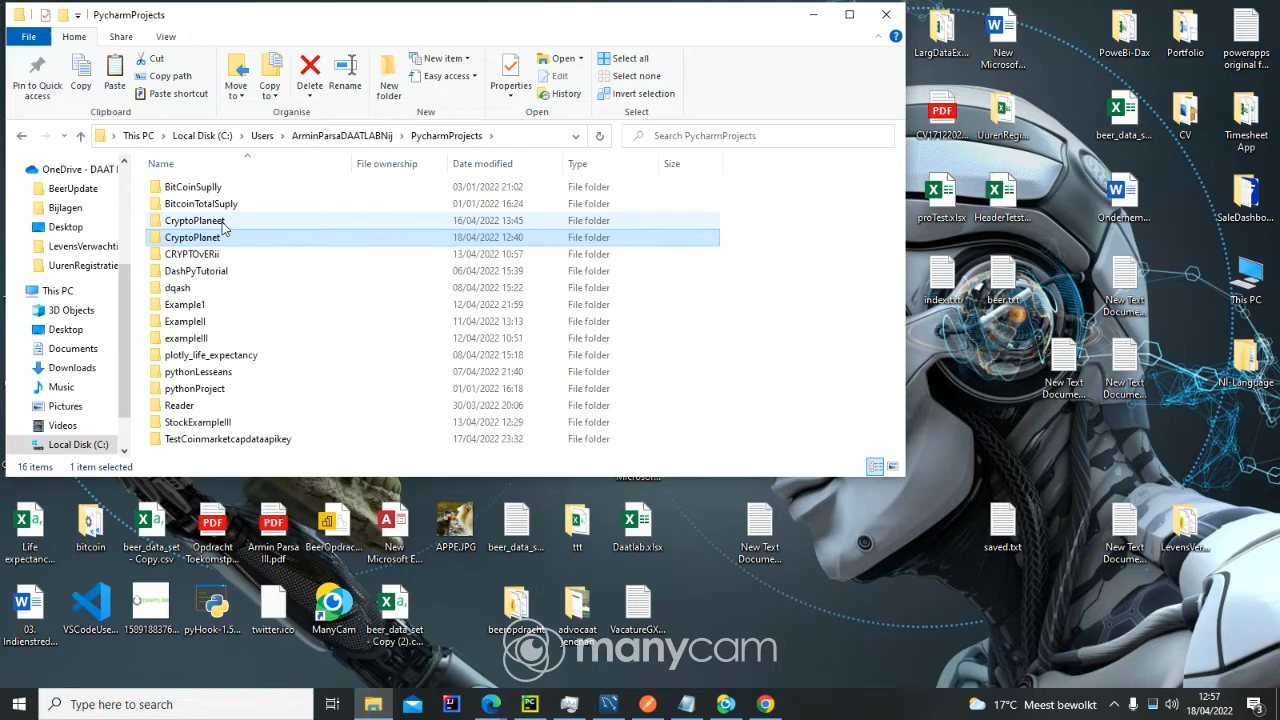 PycharmProjects
File
Home
Share
View
Pin to Quick access
Copy
Paste
Cut
Copy path
Paste shortcut
Clipboard
Move to
Copy to
Delete
Rename
Organise
New folder
New item
Easy access
New
Properties
Open
Edit
History
Open
Select all
Select none
Invert selection
Select
This PC
Local Disk (C:)
Users
ArminParsaDAATLABNij
PycharmProjects
Search PycharmProjects
Name
File ownership
Date modified
Type
Size
OneDrive - DAAT l
BeerUpdate
Bijlagen
Desktop
LevensVerwachti
UurenRegistratie
This PC
3D Objects
Desktop
Documents
Downloads
Music
Pictures
Videos
Local Disk (C:)
BitCoinSuplly 03/01/2022 21:02 File folder
BitcoinTotalSuply 01/01/2022 16:24 File folder
CryptoPlaneet 16/04/2022 13:45 File folder
CryptoPlanet 18/04/2022 12:40 File folder
CRYPTOvERii 13/04/2022 10:57 File folder
DashPyTutorial 06/04/2022 15:39 File folder
dqash 08/04/2022 15:22 File folder
Example1 12/04/2022 21:59 File folder
ExampleII 11/04/2022 13:13 File folder
exampleIII 12/04/2022 10:51 File folder
plotly_life_expectancy 08/04/2022 15:18 File folder
pythonLesseans 07/04/2022 21:40 File folder
pythonProject 01/01/2022 16:18 File folder
Reader 30/03/2022 20:06 File folder
StockExampleIII 13/04/2022 12:29 File folder
TestCoinmarketcapdataapikey 17/04/2022 23:32 File folder
16 items 1 item selected
LargDataEx...
New Microsoft...
PoweBi-Dax
Portfolio
powerapps original f...
CV1712202...
UurenRegi...
beer_data_s...
CV
Timesheet App
proTest.xlsx
HeaderTetst...
Ondernem...
SaleDashbo...
index.txt
beer.txt
New Text Docume...
This PC
New Text Docume...
New Text Docume...
NI-Language
Life expectanc...
bitcoin
beer_data_set - Copy.csv
Opdracht Toekomstp...
Armin Parsa III.pdf
BeerOpdrac...
New Microsoft E...
APPE.JPG
beer_data_s...
ttt
Daatlab.xlsx
New Text Docume...
saved.txt
New Text Docume...
LevensVer...
03. Indienstred...
VSCodeUse...
1589188376...
pyHook-1.5...
twitter.ico
ManyCam
beer_data_set Copy (2).c...
beeropdracht
advocaat jenenan
VacatureGX...
manycam
Type here to search
17°C Meest bewolkt
12:57
18/04/2022
3